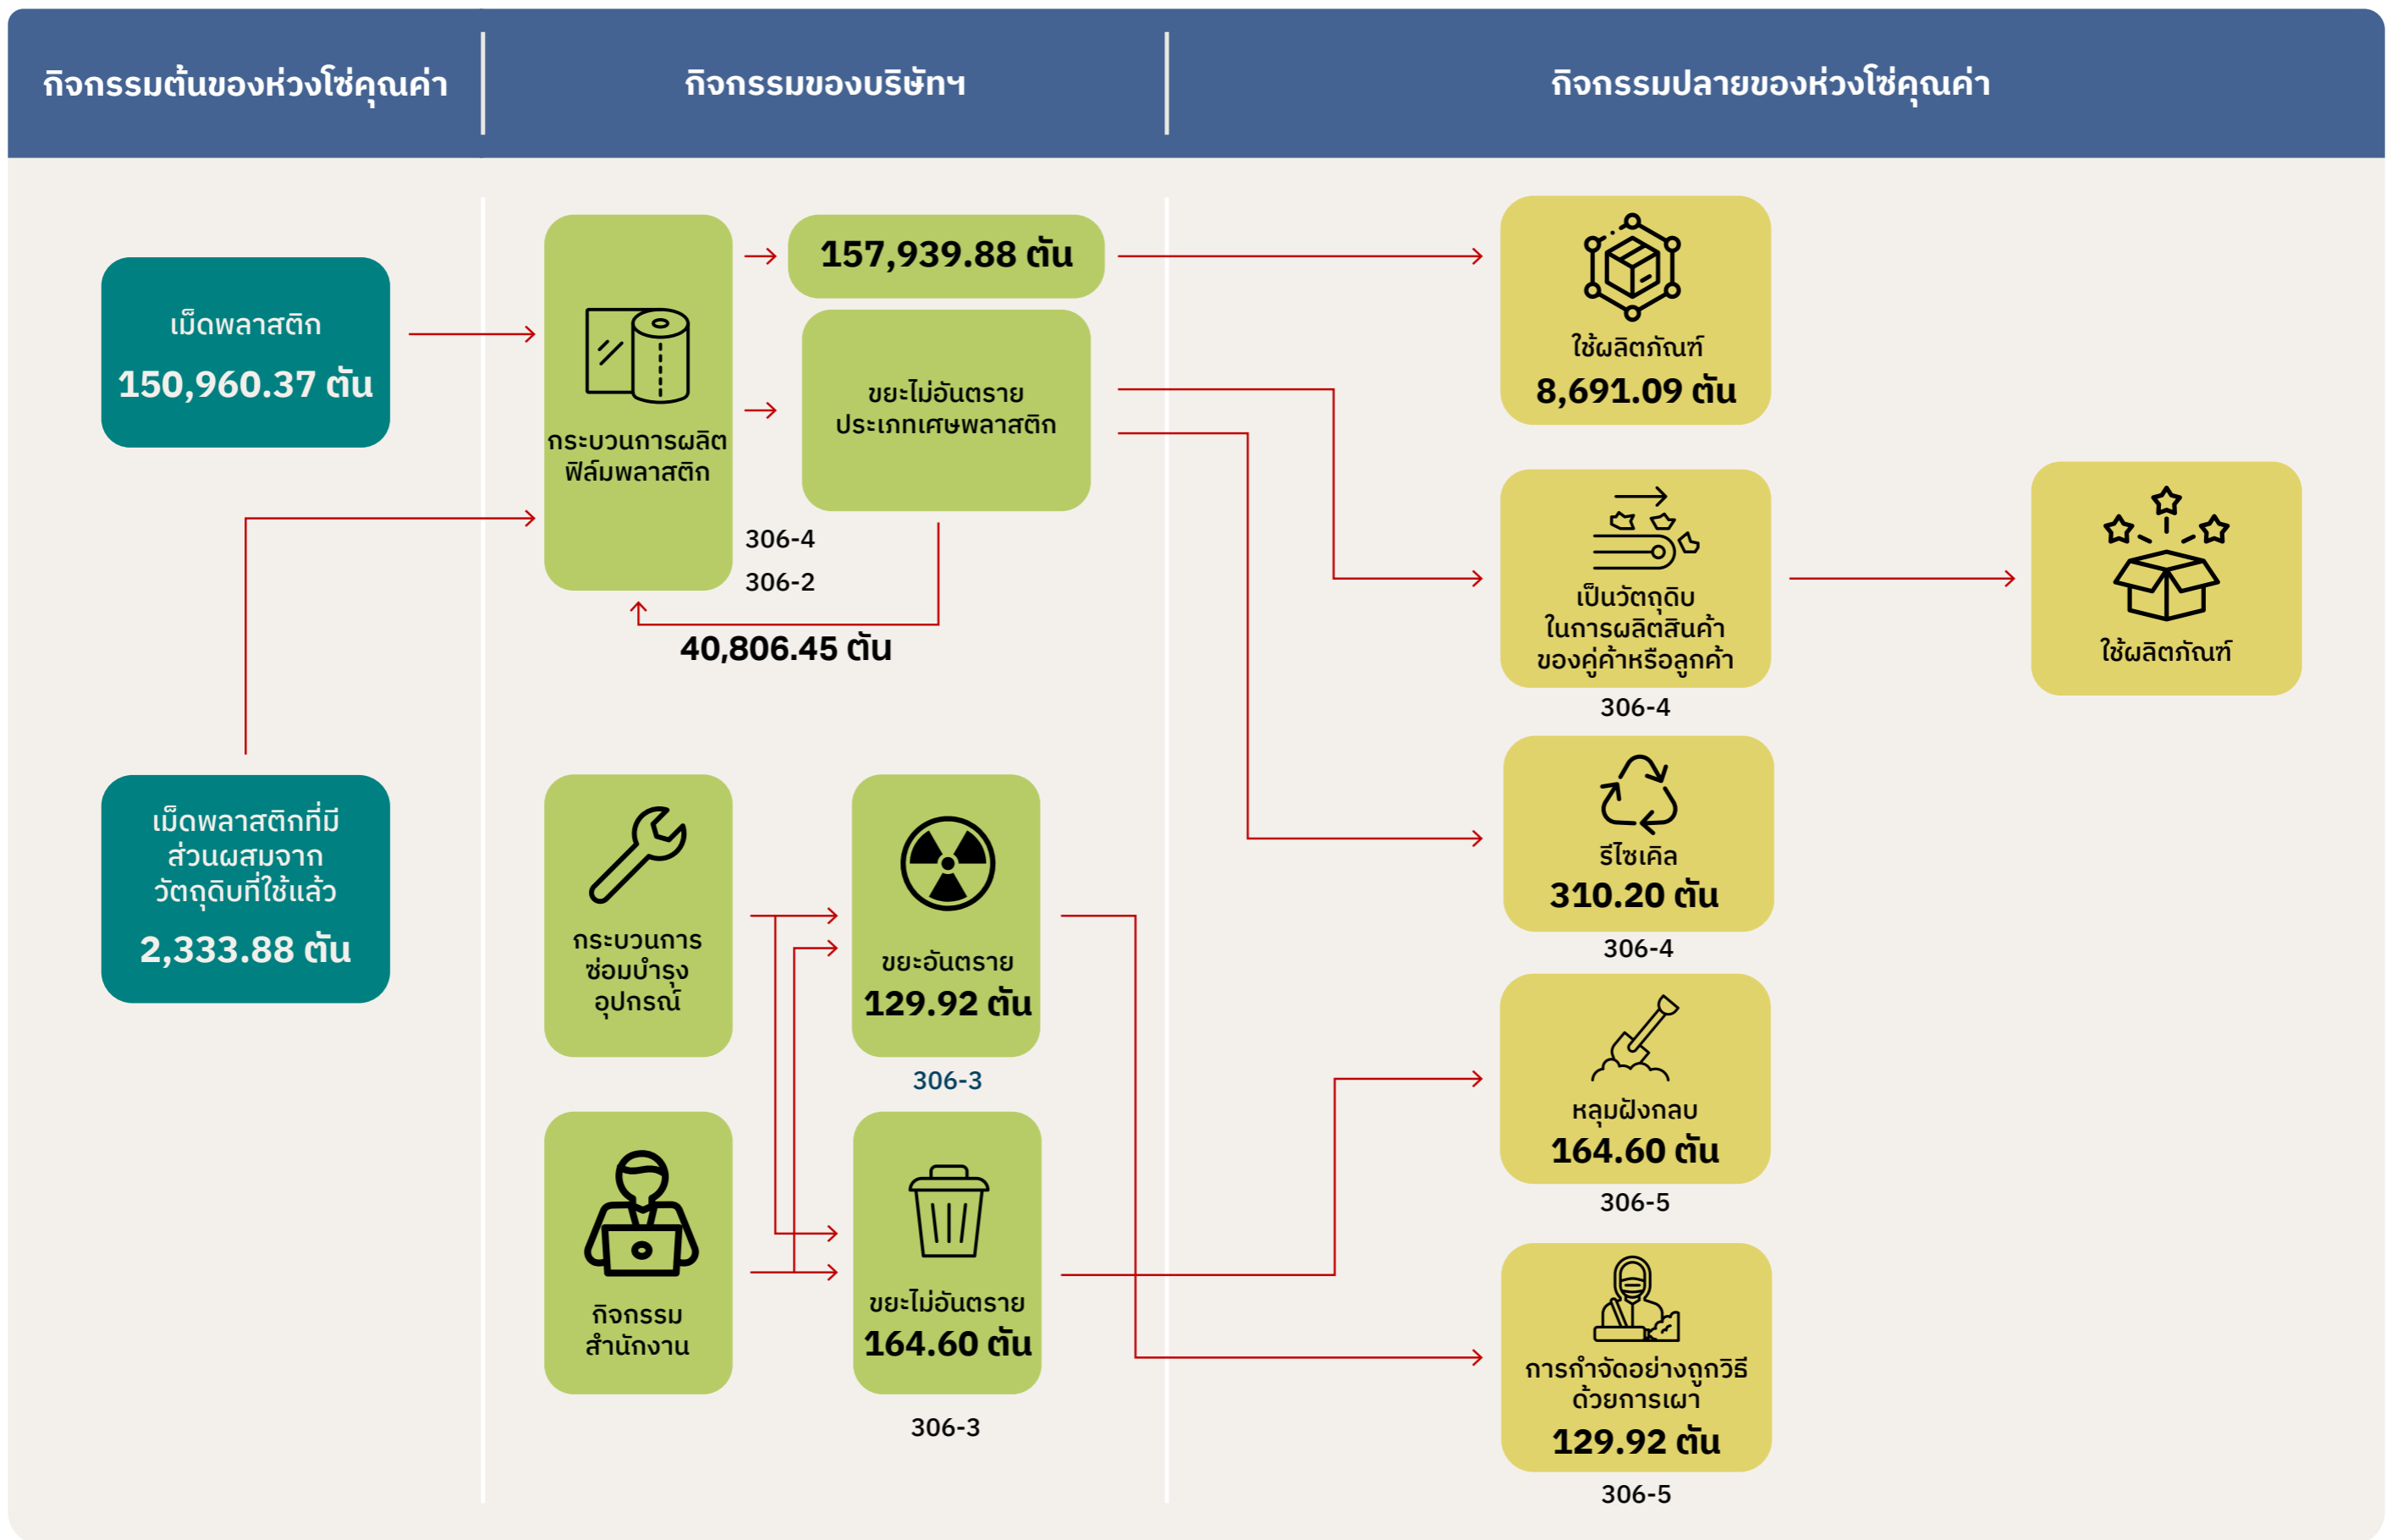 กิจกรรมต้นของห่วงโซ่คุณค่า
กิจกรรมของบริษัทฯ
กิจกรรมปลายของห่วงโซ่คุณค่า
เม็ดพลาสติก
150,960.37 ตัน
เม็ดพลาสติกที่มี
ส่วนผสมจาก
วัตถุดิบที่ใช้แล้ว
2,333.88 ตัน
กระบวนการผลิต
ฟิล์มพลาสติก
157,939.88 ตัน
ขยะไม่อันตราย
ประเภทเศษพลาสติก
306-4
306-2
40,806.45 ตัน
กระบวนการ
ซ่อมบำรุง
อุปกรณ์
ขยะอันตราย
129.92 ตัน
306-3
กิจกรรม
สำนักงาน
ขยะไม่อันตราย
164.60 ตัน
306-3
ใช้ผลิตภัณฑ์
8,691.09 ตัน
เป็นวัตถุดิบ
ในการผลิตสินค้า
ของคู่ค้าหรือลูกค้า
306-4
ใช้ผลิตภัณฑ์
รีไซเคิล
310.20 ตัน
306-4
หลุมฝังกลบ
164.60 ตัน
306-5
การกำจัดอย่างถูกวิธี
ด้วยการเผา
129.92 ตัน
306-5